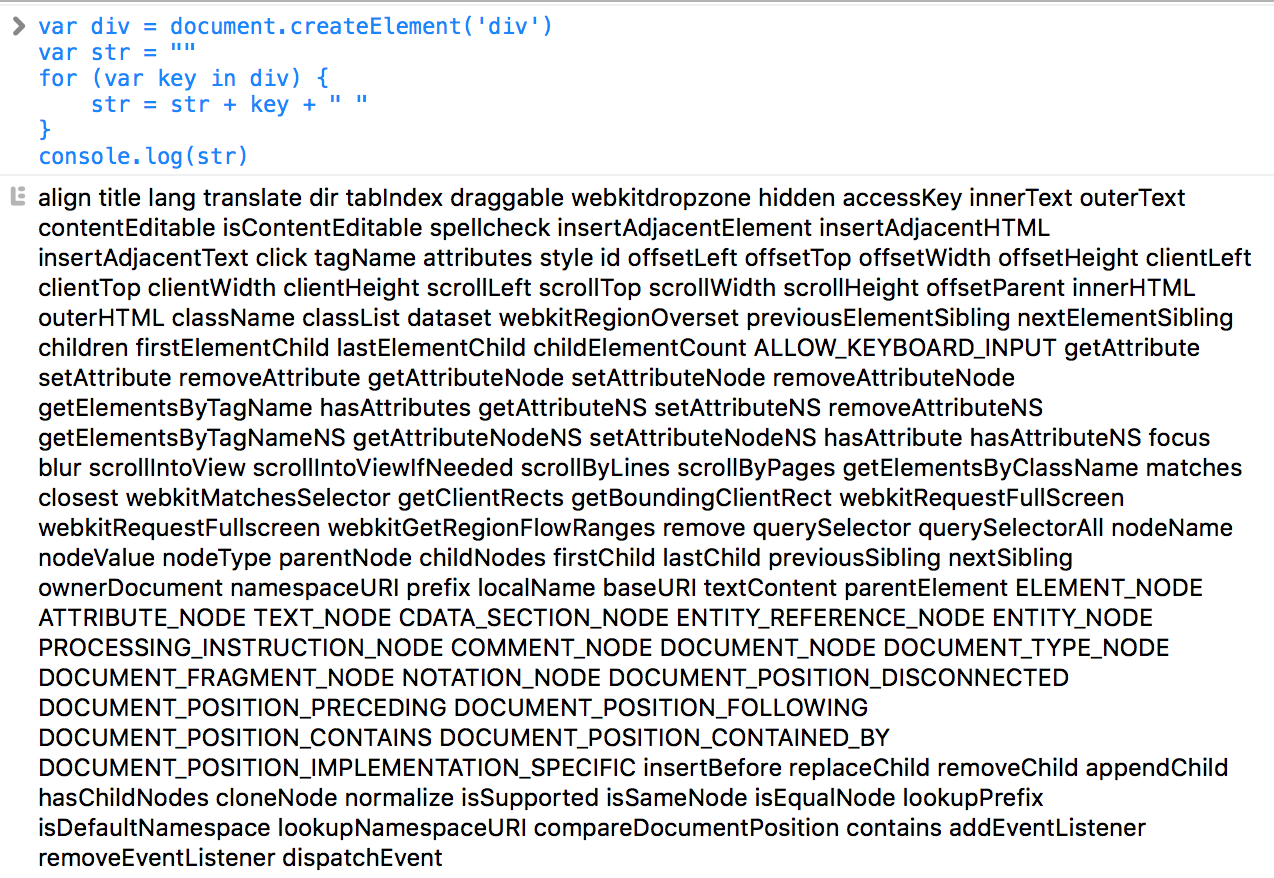 var div = document.createElement('div')
var str = ""
for (var key in div) {
    str = str + key + " "
}
console.log(str)
align title lang translate dir tabIndex draggable webkitdropzone hidden accessKey innerText outerText
contentEditable isContentEditable spellcheck insertAdjacentElement insertAdjacentHTML
insertAdjacentText click tagName attributes style id offsetLeft offsetTop offsetWidth offsetHeight clientLeft
clientTop clientWidth clientHeight scrollLeft scrollTop scrollWidth scrollHeight offsetParent innerHTML
outerHTML className classList dataset webkitRegionOverset previousElementSibling nextElementSibling
children firstElementChild lastElementChild childElementCount ALLOW_KEYBOARD_INPUT getAttribute
setAttribute removeAttribute getAttributeNode setAttributeNode removeAttributeNode
getElementsByTagName hasAttributes getAttributeNS setAttributeNS removeAttributeNS
getElementsByTagNameNS getAttributeNodeNS setAttributeNodeNS hasAttribute hasAttributeNS focus
blur scrollIntoView scrollIntoViewIfNeeded scrollByLines scrollByPages getElementsByClassName matches
closest webkitMatchesSelector getClientRects getBoundingClientRect webkitRequestFullScreen
webkitRequestFullscreen webkitGetRegionFlowRanges remove querySelector querySelectorAll nodeName
nodeValue nodeType parentNode childNodes firstChild lastChild previousSibling nextSibling
ownerDocument namespaceURI prefix localName baseURI textContent parentElement ELEMENT_NODE
ATTRIBUTE_NODE TEXT_NODE CDATA_SECTION_NODE ENTITY_REFERENCE_NODE ENTITY_NODE
PROCESSING_INSTRUCTION_NODE COMMENT_NODE DOCUMENT_NODE DOCUMENT_TYPE_NODE
DOCUMENT_FRAGMENT_NODE NOTATION_NODE DOCUMENT_POSITION_DISCONNECTED
DOCUMENT_POSITION_PRECEDING DOCUMENT_POSITION_FOLLOWING
DOCUMENT_POSITION_CONTAINS DOCUMENT_POSITION_CONTAINED_BY
DOCUMENT_POSITION_IMPLEMENTATION_SPECIFIC insertBefore replaceChild removeChild appendChild
hasChildNodes cloneNode normalize isSupported isSameNode isEqualNode lookupPrefix
isDefaultNamespace lookupNamespaceURI compareDocumentPosition contains addEventListener
removeEventListener dispatchEvent